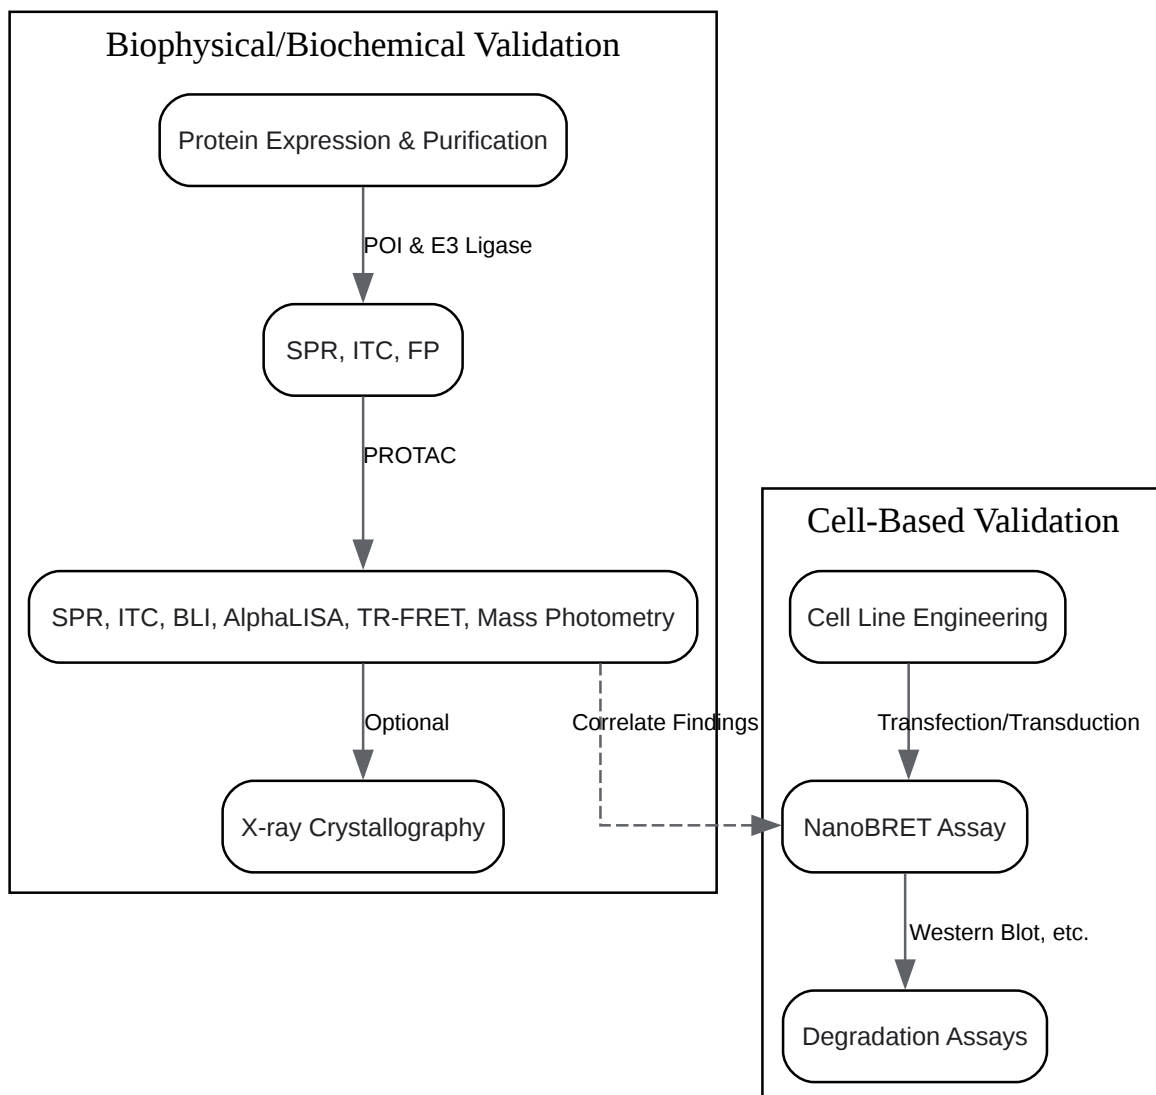 Biophysical/Biochemical Validation
Protein Expression & Purification
POI & E3 Ligase
SPR, ITC, FP
PROTAC
SPR, ITC, BLI, AlphaLISA, TR-FRET, Mass Photometry
Optional
Correlate Findings
X-ray Crystallography
Cell-Based Validation
Cell Line Engineering
Transfection/Transduction
NanoBRET Assay
Western Blot, etc.
Degradation Assays